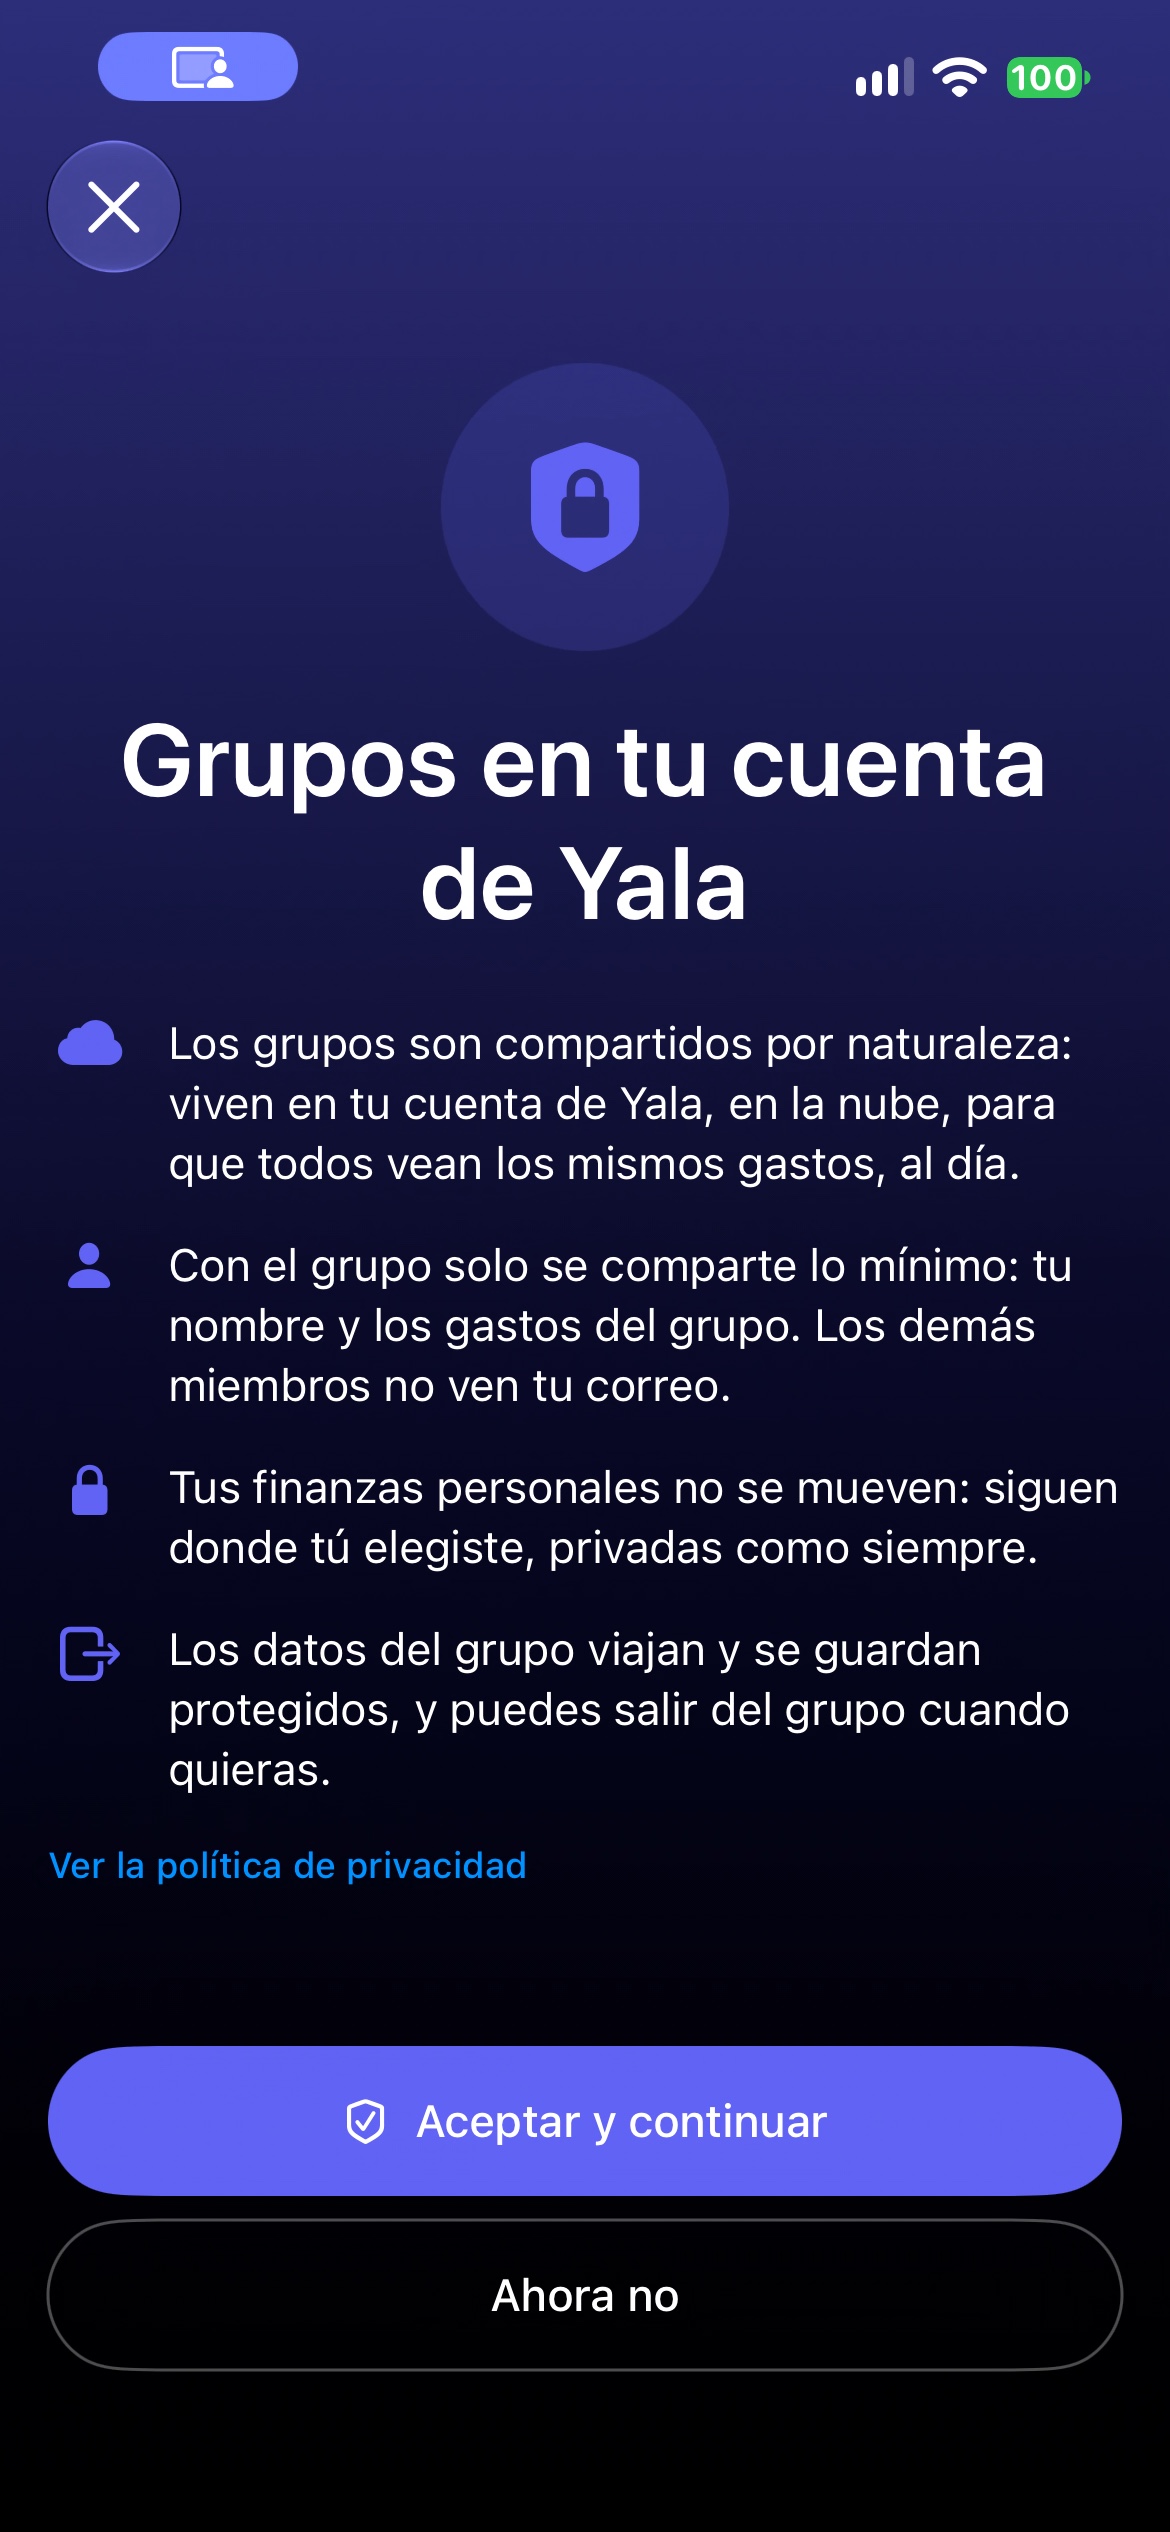 100
Grupos en tu cuenta
de Yala
Los grupos son compartidos por naturaleza:
viven en tu cuenta de Yala, en la nube, para
que todos vean los mismos gastos, al día.
Con el grupo solo se comparte lo mínimo: tu
nombre y los gastos del grupo. Los demás
miembros no ven tu correo.
Tus finanzas personales no se mueven: siguen
donde tú elegiste, privadas como siempre.
Los datos del grupo viajan y se guardan
protegidos, y puedes salir del grupo cuando
quieras.
Ver la política de privacidad
Aceptar y continuar
Ahora no